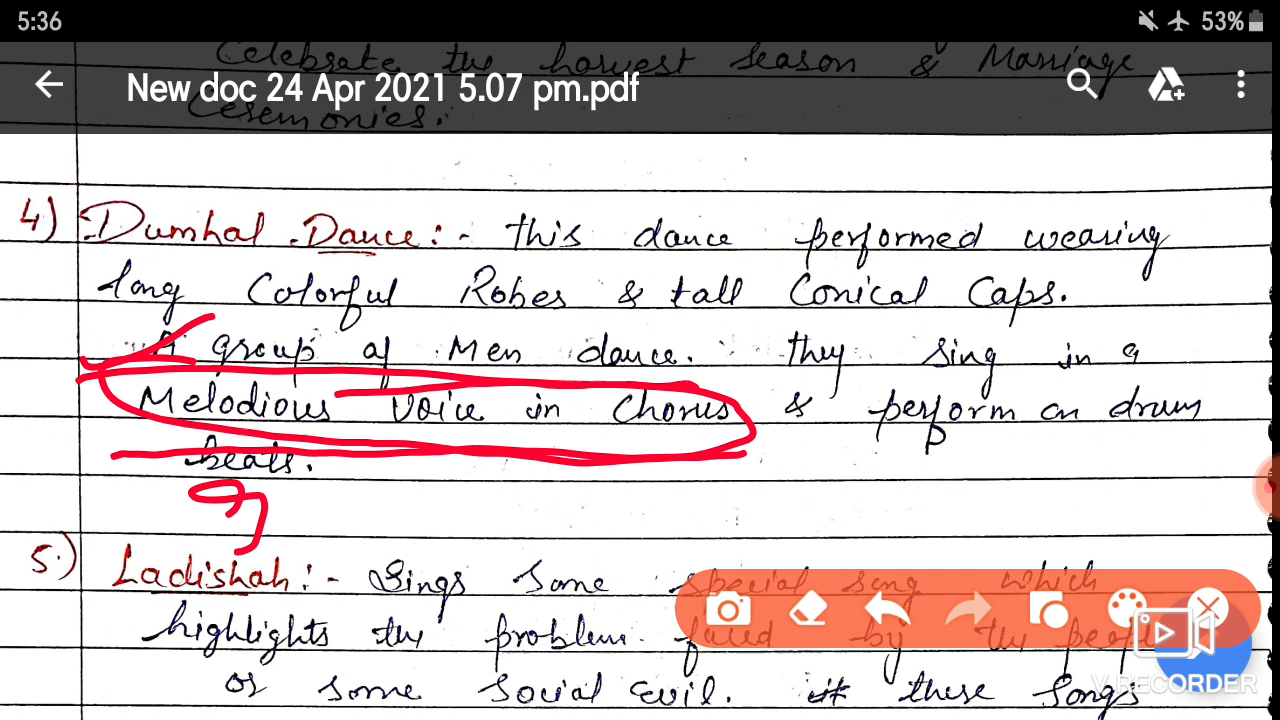 5:36
53%
Celebrate the harvest season & Marriage
New doc 24 Apr 2021 5.07 pm.pdf
Ceremonies.
4) Dumhal Dance:- this dance performed wearing
long Colorful Robes & tall Conical Caps.
A group of Men dance. they sing in a
Melodious voice in Chorus & perform on drum
beats.
5.) Ladishah:- Sings Some special song which
highlights the problem faced by the people
or some Social evil. these Songs
V RECORDER